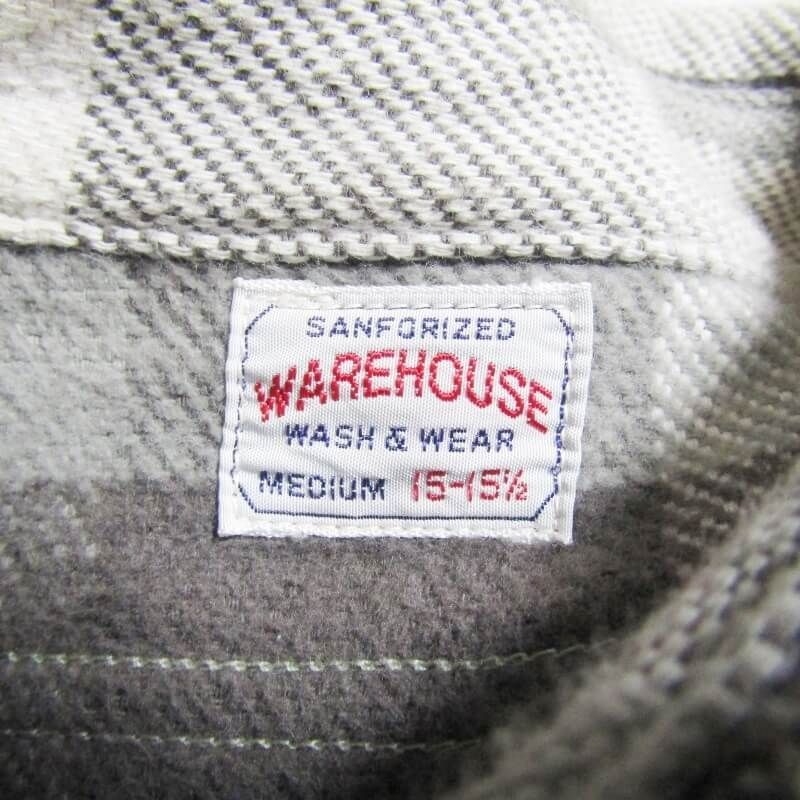 SANFORIZED
WAREHOUSE
WASH & WEAR
MEDIUM 15-15½